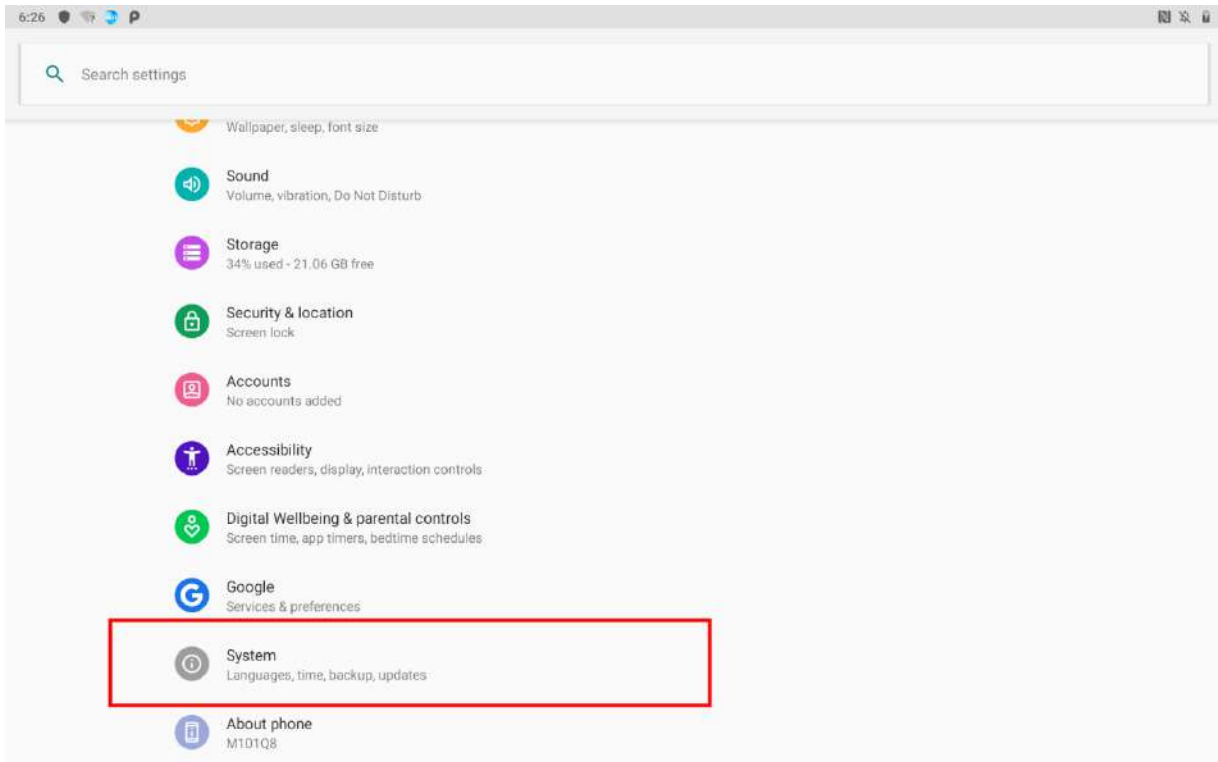 6:26
Search settings
Wallpaper, sleep, font size
Sound
Volume, vibration, Do Not Disturb
Storage
34% used - 21.06 GB free
Security & location
Screen lock
Accounts
No accounts added
Accessibility
Screen readers, display, interaction controls
Digital Wellbeing & parental controls
Screen time, app timers, bedtime schedules
Google
Services & preferences
System
Languages, time, backup, updates
About phone
M101Q8